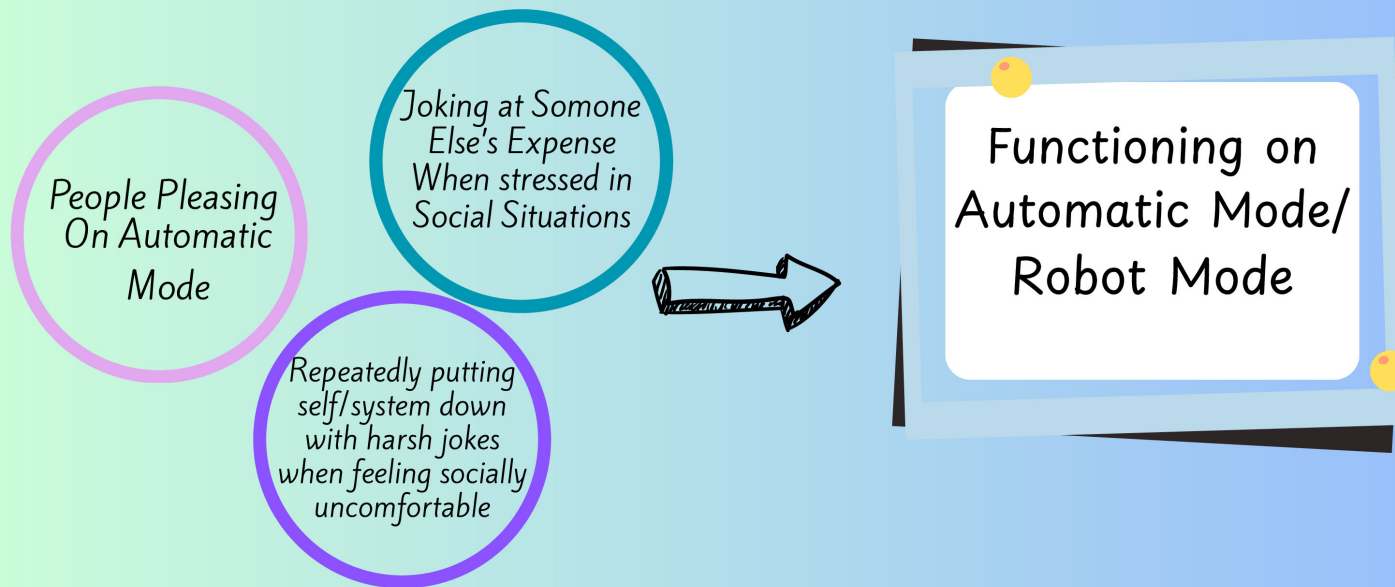 People Pleasing
On Automatic
Mode
Joking at Somone
Else's Expense
When stressed in
Social Situations
Repeatedly putting
self/system down
with harsh jokes
when feeling socially
uncomfortable
Functioning on
Automatic Mode/
Robot Mode